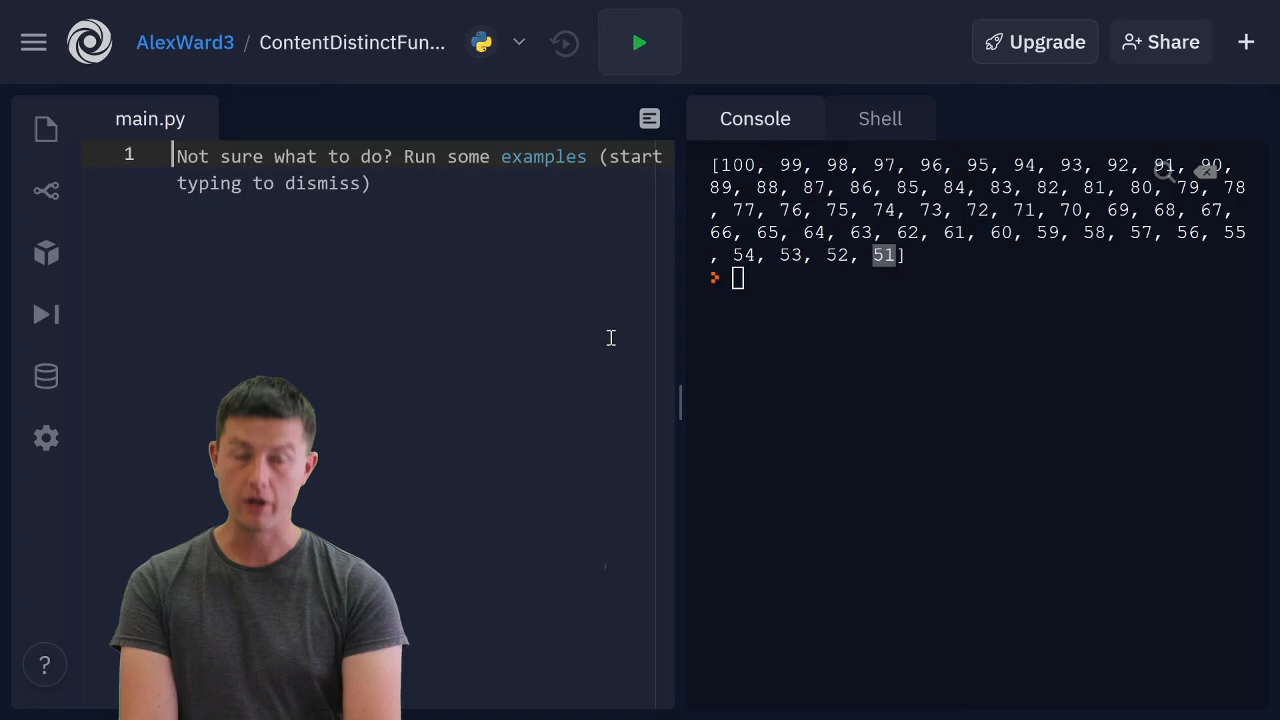 AlexWard3 / ContentDistinctFun...
Upgrade
Share
main.py
1
Not sure what to do? Run some examples (start
typing to dismiss)
Console
Shell
[100, 99, 98, 97, 96, 95, 94, 93, 92, 91, 90,
89, 88, 87, 86, 85, 84, 83, 82, 81, 80, 79, 78
, 77, 76, 75, 74, 73, 72, 71, 70, 69, 68, 67,
66, 65, 64, 63, 62, 61, 60, 59, 58, 57, 56, 55
, 54, 53, 52, 51]
?